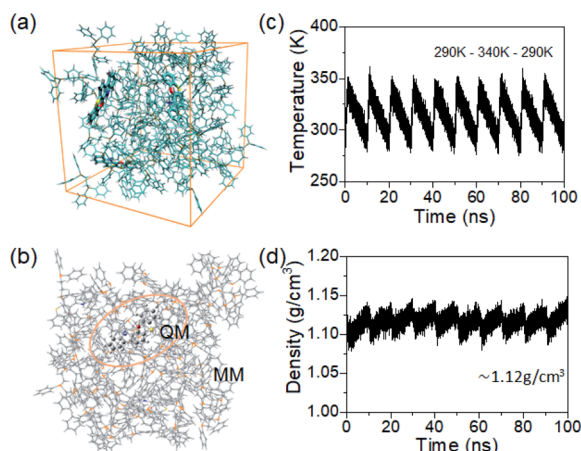 (a)
(b)
QM
MM
(c)
Temperature (K)
400
350
300
250
290K - 340K - 290K
0 20 40 60 80 100
Time (ns)
(d)
Density (g/cm³)
1.20
1.15
1.10
1.05
1.00
~1.12g/cm³
0 20 40 60 80 100
Time (ns)